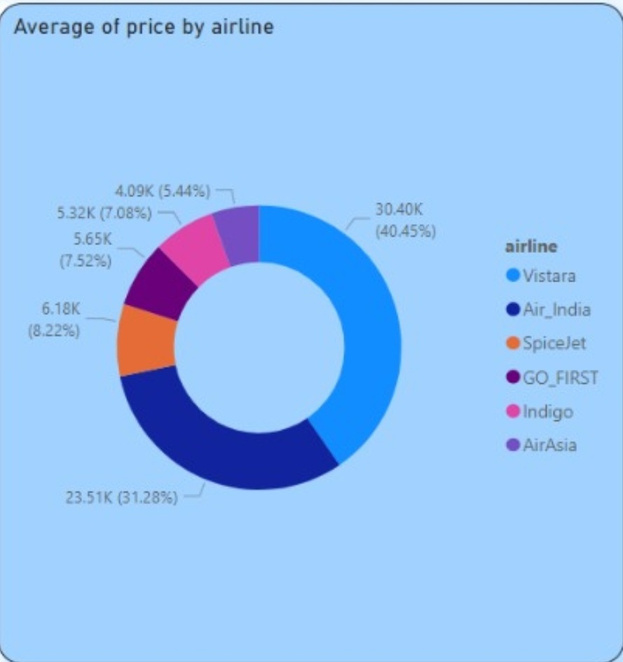 Average of price by airline
4.09K (5.44%)
5.32K (7.08%)
5.65K
(7.52%)
6.18K
(8.22%)
23.51K (31.28%)
30.40K
(40.45%)
airline
Vistara
Air_India
SpiceJet
GO_FIRST
Indigo
AirAsia